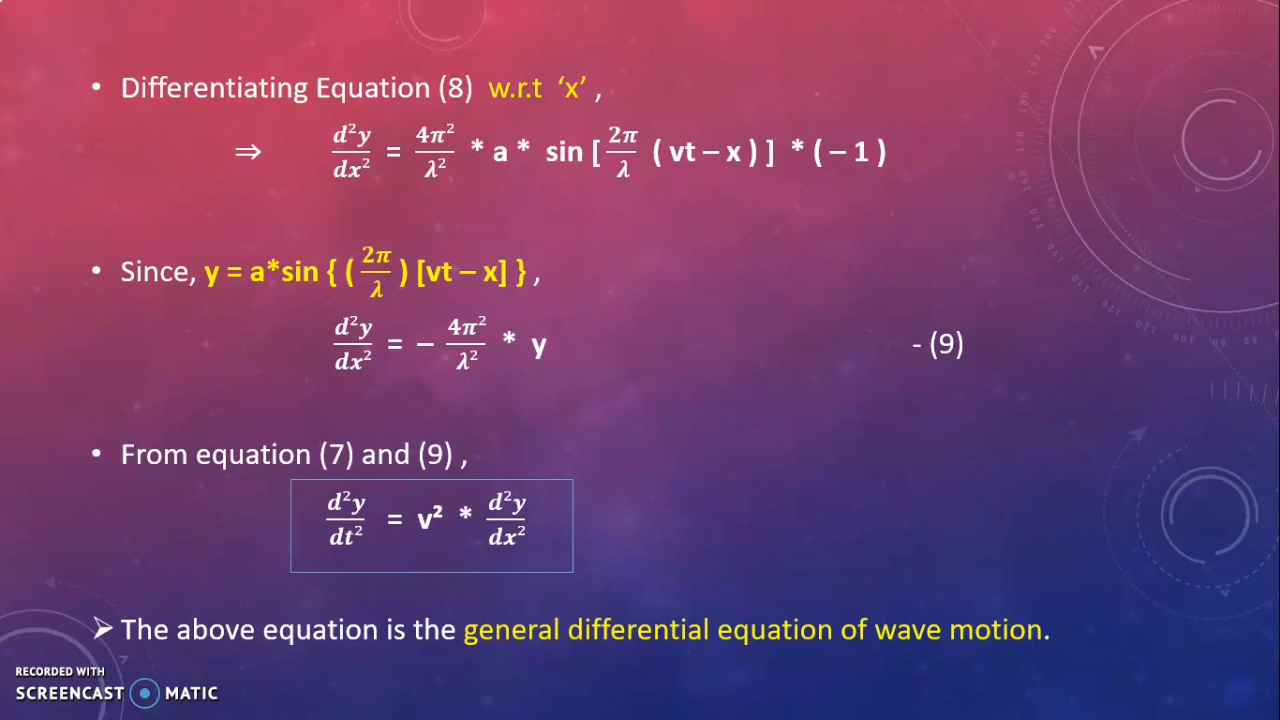 • Differentiating Equation (8) w.r.t ‘x’ ,
⇒ d²y/dx² = 4π²/λ² * a * sin [ 2π/λ ( vt – x ) ] * ( – 1 )
• Since, y = a*sin { ( 2π/λ ) [vt – x] } ,
d²y/dx² = – 4π²/λ² * y - (9)
• From equation (7) and (9) ,
d²y/dt² = v² * d²y/dx²
➢ The above equation is the general differential equation of wave motion.
RECORDED WITH
SCREENCAST MATIC